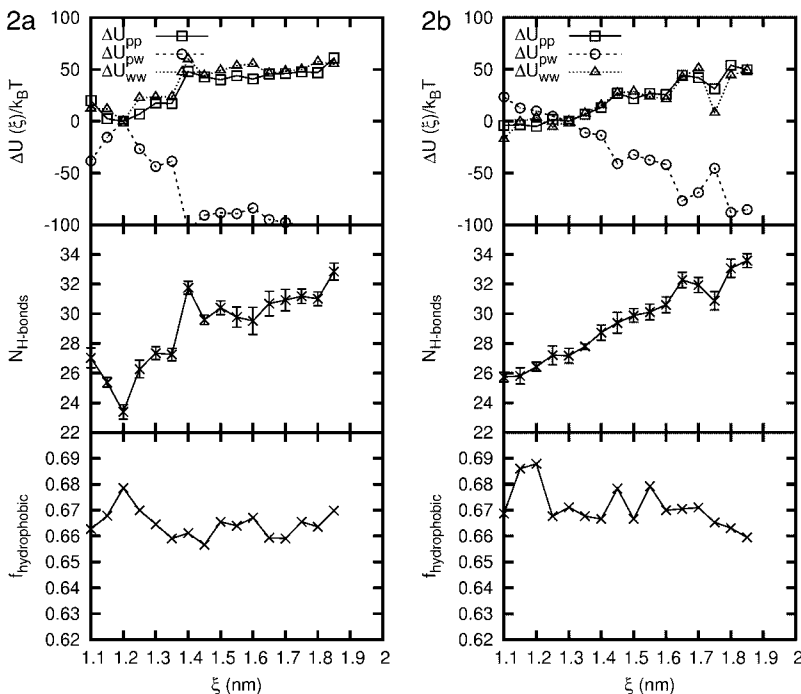 2a
ΔU (ξ)/k_BT
ΔU_pp
ΔU_pw
ΔU_ww
100
50
0
-50
-100
N_H-bonds
34
32
30
28
26
24
22
f_hydrophobic
0.69
0.68
0.67
0.66
0.65
0.64
0.63
0.62
1.1 1.2 1.3 1.4 1.5 1.6 1.7 1.8 1.9 2
ξ (nm)
2b
ΔU (ξ)/k_BT
ΔU_pp
ΔU_pw
ΔU_ww
100
50
0
-50
-100
N_H-bonds
34
32
30
28
26
24
22
f_hydrophobic
0.69
0.68
0.67
0.66
0.65
0.64
0.63
0.62
1.1 1.2 1.3 1.4 1.5 1.6 1.7 1.8 1.9 2
ξ (nm)